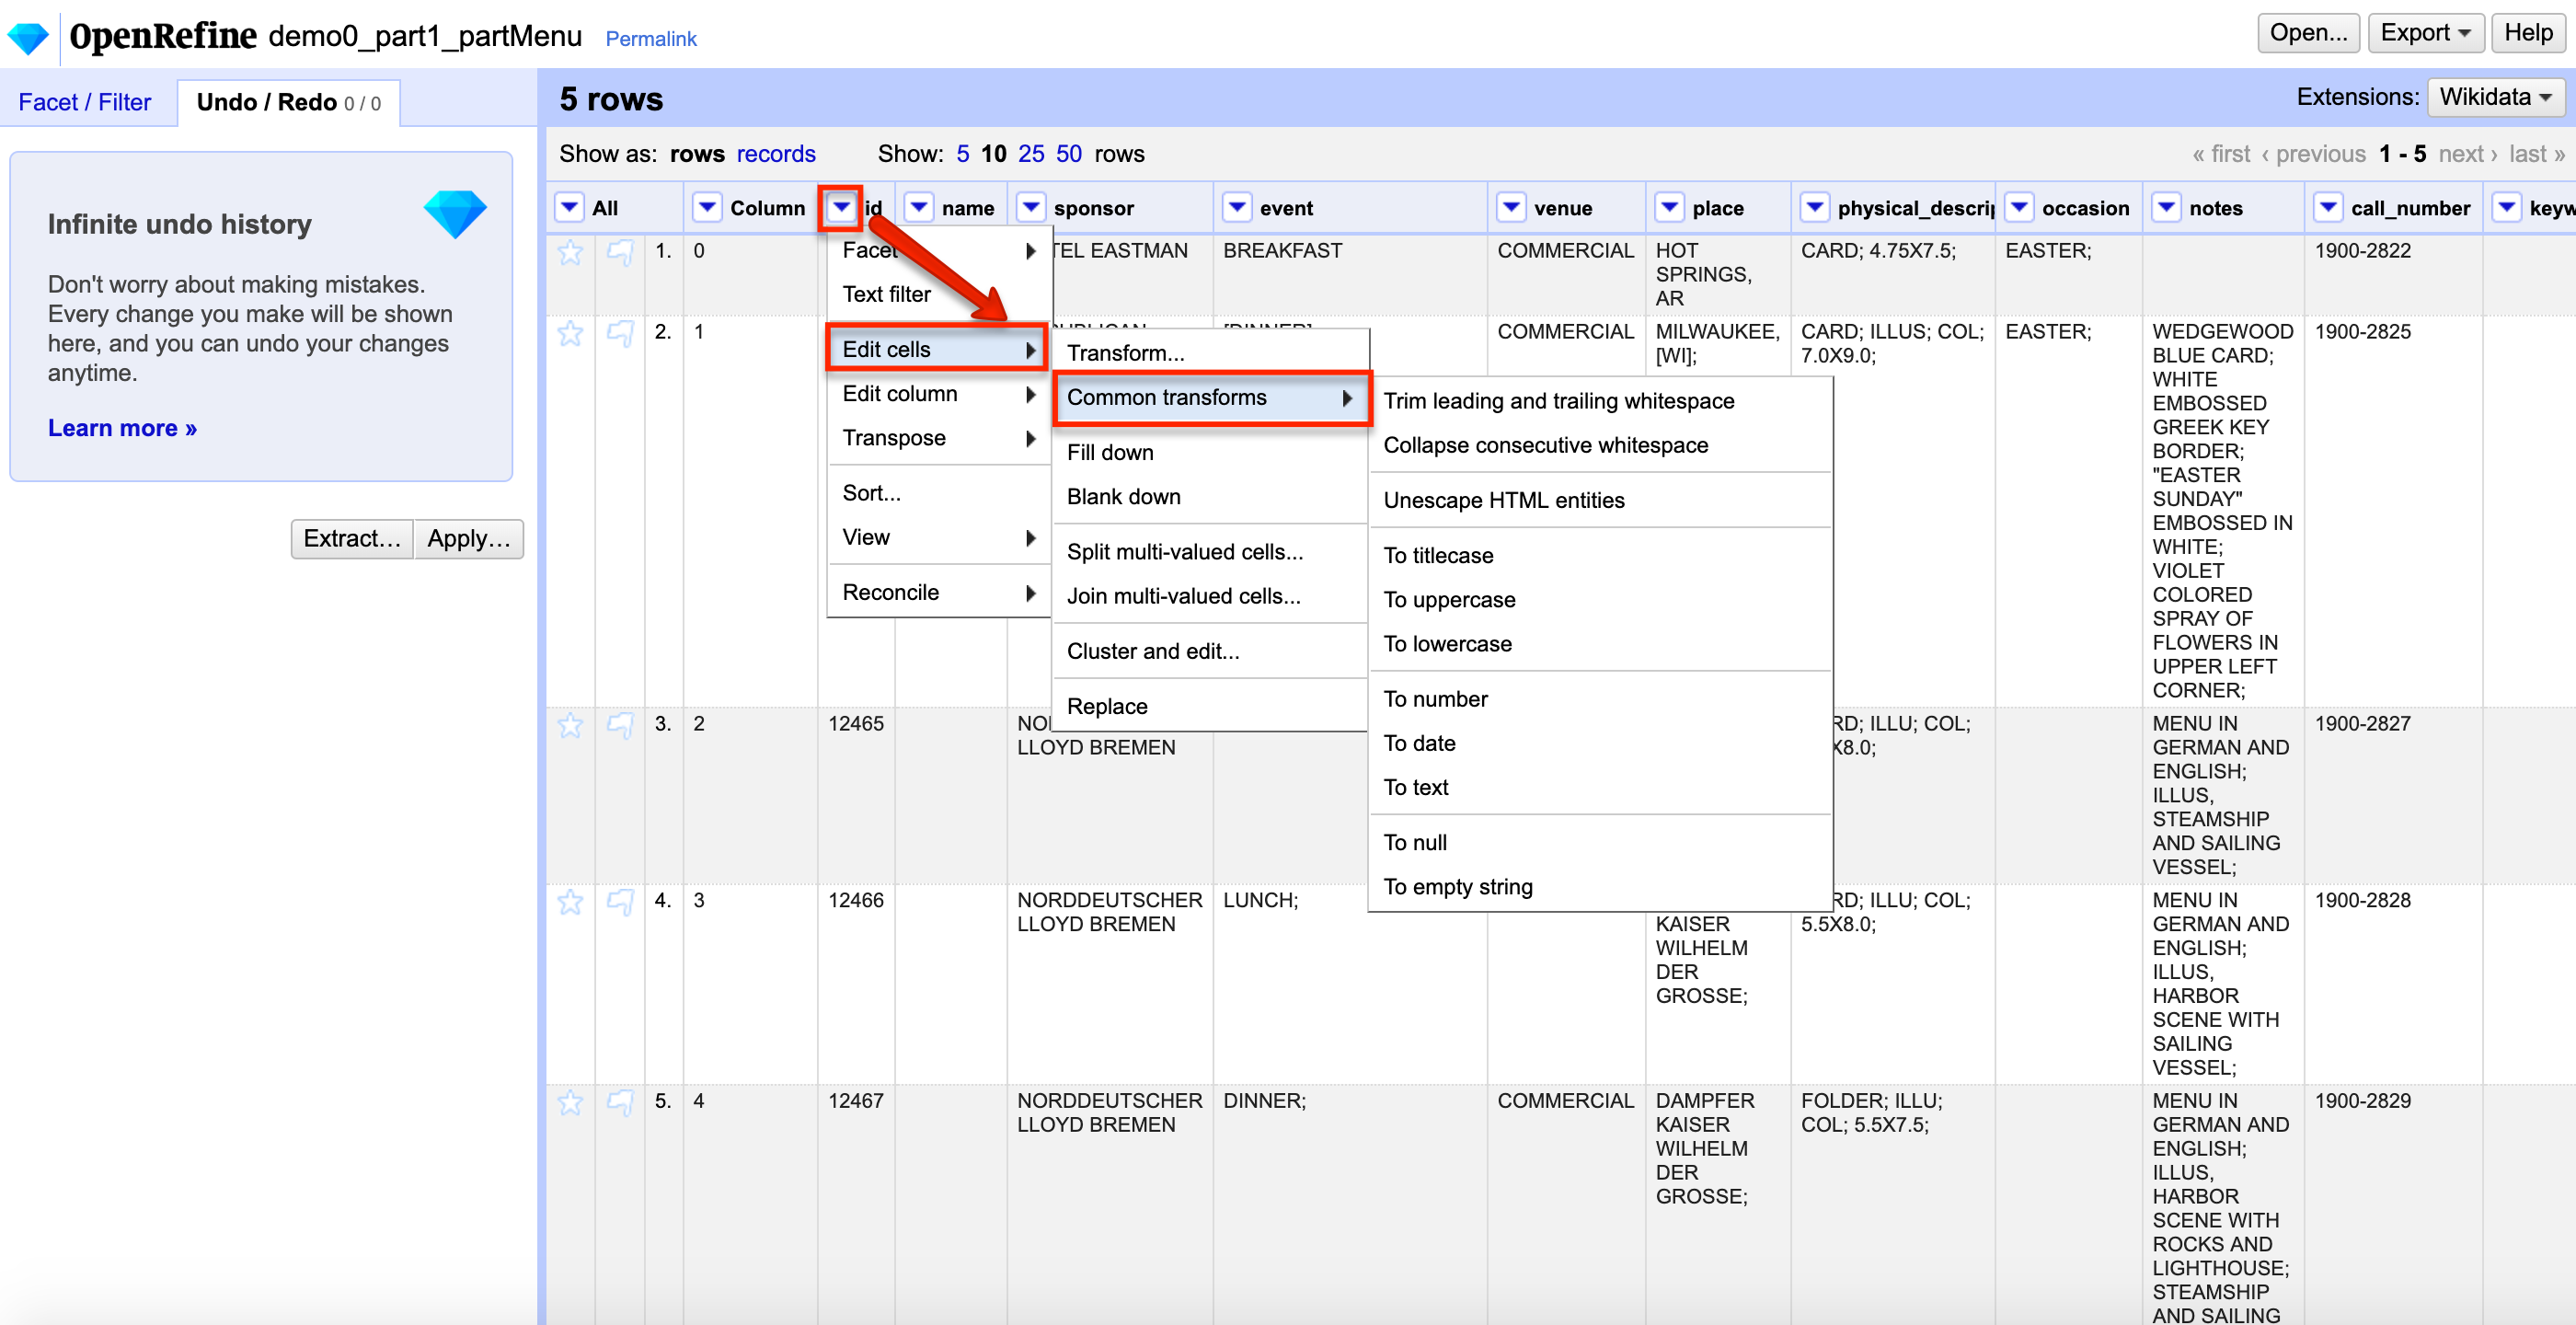 OpenRefine demo0_part1_partMenu Permalink
Open... Export Help
Facet / Filter Undo / Redo 0 / 0
5 rows
Extensions: Wikidata
Infinite undo history
Don't worry about making mistakes.
Every change you make will be shown
here, and you can undo your changes
anytime.
Learn more »
Extract… Apply…
Show as: rows records Show: 5 10 25 50 rows
« first ‹ previous 1 - 5 next › last »
All Column id name sponsor event venue place physical_descrip occasion notes call_number keyw
1. 0
TEL EASTMAN
BREAKFAST
COMMERCIAL
HOT
SPRINGS,
AR
CARD; 4.75X7.5;
EASTER;
1900-2822
2. 1
COMMERCIAL
MILWAUKEE,
[WI];
CARD; ILLUS; COL;
7.0X9.0;
EASTER;
WEDGEWOOD
BLUE CARD;
WHITE
EMBOSSED
GREEK KEY
BORDER;
"EASTER
SUNDAY"
EMBOSSED IN
WHITE;
VIOLET
COLORED
SPRAY OF
FLOWERS IN
UPPER LEFT
CORNER;
1900-2825
Facet
Text filter
Edit cells
Edit column
Transpose
Sort...
View
Reconcile
Transform...
Common transforms
Fill down
Blank down
Split multi-valued cells...
Join multi-valued cells...
Cluster and edit...
Replace
Trim leading and trailing whitespace
Collapse consecutive whitespace
Unescape HTML entities
To titlecase
To uppercase
To lowercase
To number
To date
To text
To null
To empty string
3. 2 12465
NO
LLOYD BREMEN
RD; ILLU; COL;
X8.0;
MENU IN
GERMAN AND
ENGLISH;
ILLUS,
STEAMSHIP
AND SAILING
VESSEL;
1900-2827
4. 3 12466
NORDDEUTSCHER
LLOYD BREMEN
LUNCH;
KAISER
WILHELM
DER
GROSSE;
RD; ILLU; COL;
5.5X8.0;
MENU IN
GERMAN AND
ENGLISH;
ILLUS,
HARBOR
SCENE WITH
SAILING
VESSEL;
1900-2828
5. 4 12467
NORDDEUTSCHER
LLOYD BREMEN
DINNER;
COMMERCIAL
DAMPFER
KAISER
WILHELM
DER
GROSSE;
FOLDER; ILLU;
COL; 5.5X7.5;
MENU IN
GERMAN AND
ENGLISH;
ILLUS,
HARBOR
SCENE WITH
ROCKS AND
LIGHTHOUSE;
STEAMSHIP
AND SAILING
1900-2829